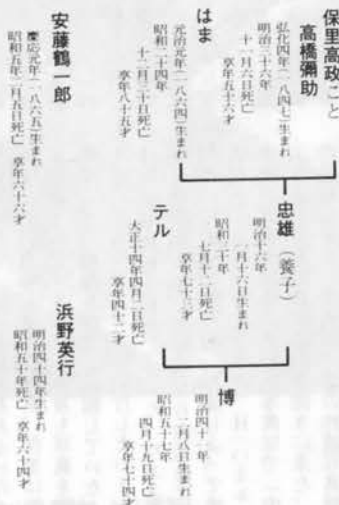 保里高政こと
高橋彌助
弘化四年(一八四七)生まれ
明治三十六年
十一月六日死亡
享年五十六才
はま
元治元年(一八六四)生まれ
昭和二十四年
十二月二十日死亡
享年八十五才
忠雄(養子)
明治十六年
一月十六日生まれ
昭和三十年
七月十二日死亡
享年七十三才
テル
大正十四年四月二日死亡
享年四十二才
博
明治四十一年
二月八日生まれ
昭和五十七年
四月十九日死亡
享年七十四才
安藤鶴一郎
慶応元年(一八六五)生まれ
昭和五年二月五日死亡 享年六十六才
浜野英行
明治四十四年生まれ
昭和五十年死亡 享年六十四才